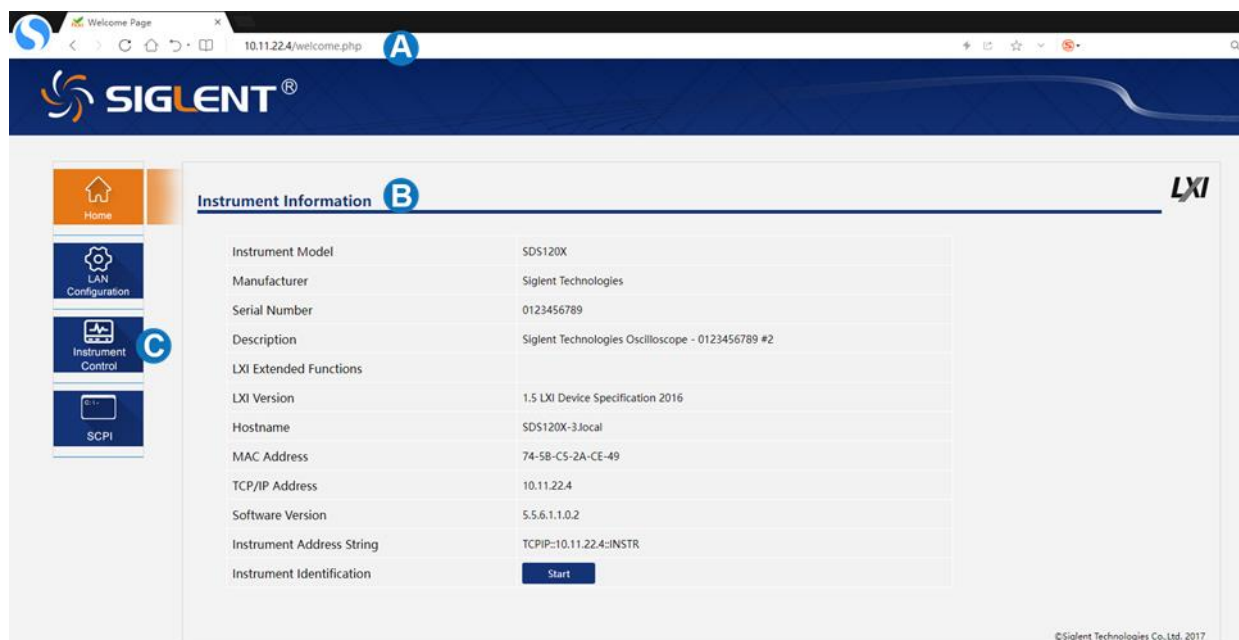 Welcome Page
10.11.22.4/welcome.php
A
SIGLENT®
Home
LAN
Configuration
Instrument
Control
C
C:\-
SCPI
Instrument Information
B
LXI
Instrument Model SDS120X
Manufacturer Siglent Technologies
Serial Number 0123456789
Description Siglent Technologies Oscilloscope - 0123456789 #2
LXI Extended Functions
LXI Version 1.5 LXI Device Specification 2016
Hostname SDS120X-3.local
MAC Address 74-5B-C5-2A-CE-49
TCP/IP Address 10.11.22.4
Software Version 5.5.6.1.1.0.2
Instrument Address String TCPIP::10.11.22.4::INSTR
Instrument Identification Start
©Siglent Technologies Co.,Ltd. 2017